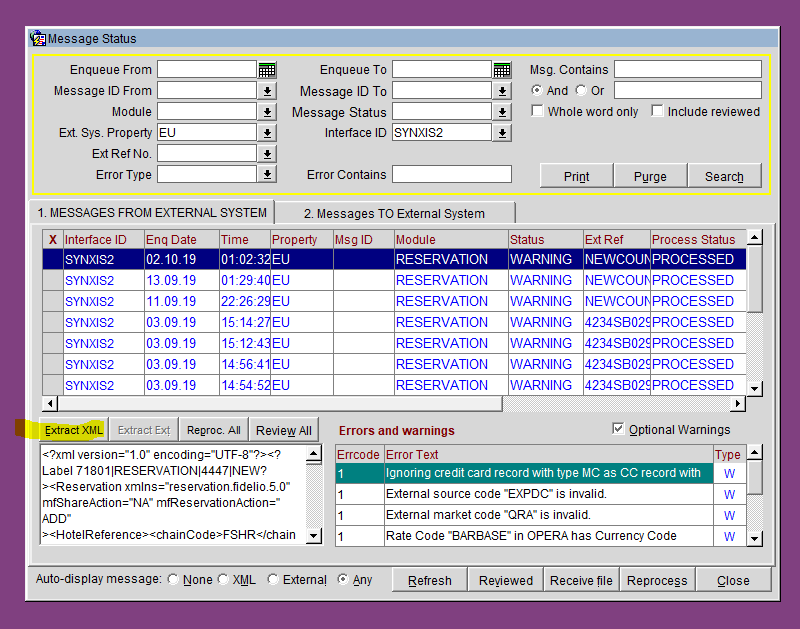 Message Status
Enqueue From Enqueue To Msg. Contains
Message ID From Message ID To And Or
Module Message Status Whole word only Include reviewed
Ext. Sys. Property EU Interface ID SYNXIS2
Ext Ref No.
Error Type Error Contains Print Purge Search
1. MESSAGES FROM EXTERNAL SYSTEM 2. Messages TO External System
X Interface ID Enq Date Time Property Msg ID Module Status Ext Ref Process Status
SYNXIS2 02.10.19 01:02:32 EU RESERVATION WARNING NEWCOUN PROCESSED
SYNXIS2 13.09.19 01:29:40 EU RESERVATION WARNING NEWCOUN PROCESSED
SYNXIS2 11.09.19 22:26:29 EU RESERVATION WARNING NEWCOUN PROCESSED
SYNXIS2 03.09.19 15:14:27 EU RESERVATION WARNING 4234SB029 PROCESSED
SYNXIS2 03.09.19 15:12:43 EU RESERVATION WARNING 4234SB029 PROCESSED
SYNXIS2 03.09.19 14:56:41 EU RESERVATION WARNING 4234SB029 PROCESSED
SYNXIS2 03.09.19 14:54:52 EU RESERVATION WARNING 4234SB029 PROCESSED
Extract XML Extract Ext Reproc. All Review All Errors and warnings Optional Warnings
<?xml version="1.0" encoding="UTF-8"?><?
Label 71801|RESERVATION|4447|NEW?
><Reservation xmlns="reservation.fidelio.5.0"
mfShareAction="NA" mfReservationAction="
ADD"
><HotelReference><chainCode>FSHR</chain
Errcode Error Text Type
1 Ignoring credit card record with type MC as CC record with W
1 External source code "EXPDC" is invalid. W
1 External market code "QRA" is invalid. W
1 Rate Code "BARBASE" in OPERA has Currency Code W
Auto-display message: None XML External Any Refresh Reviewed Receive file Reprocess Close